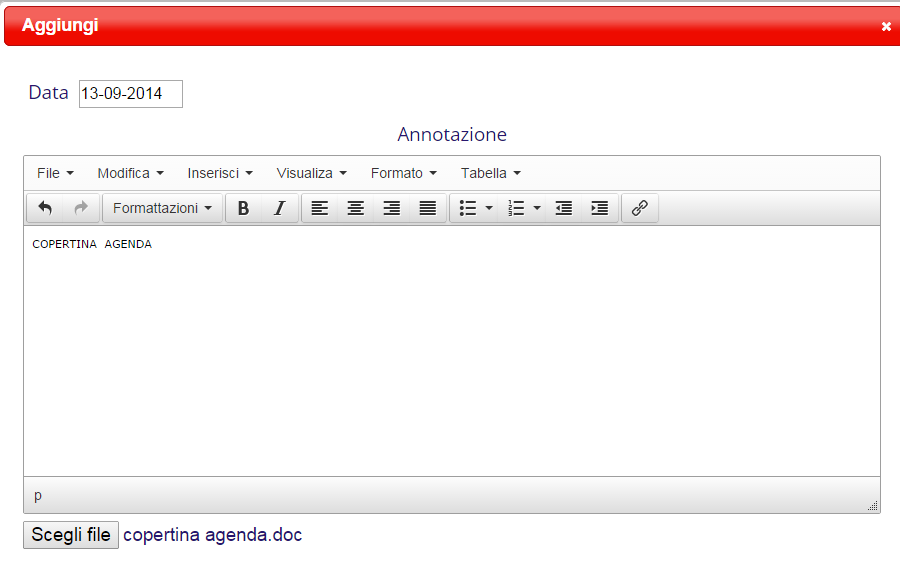 Aggiungi
Data 13-09-2014
Annotazione
File Modifica Inserisci Visualizza Formato Tabella
Formattazioni B I
COPERTINA AGENDA
p
Scegli file copertina agenda.doc